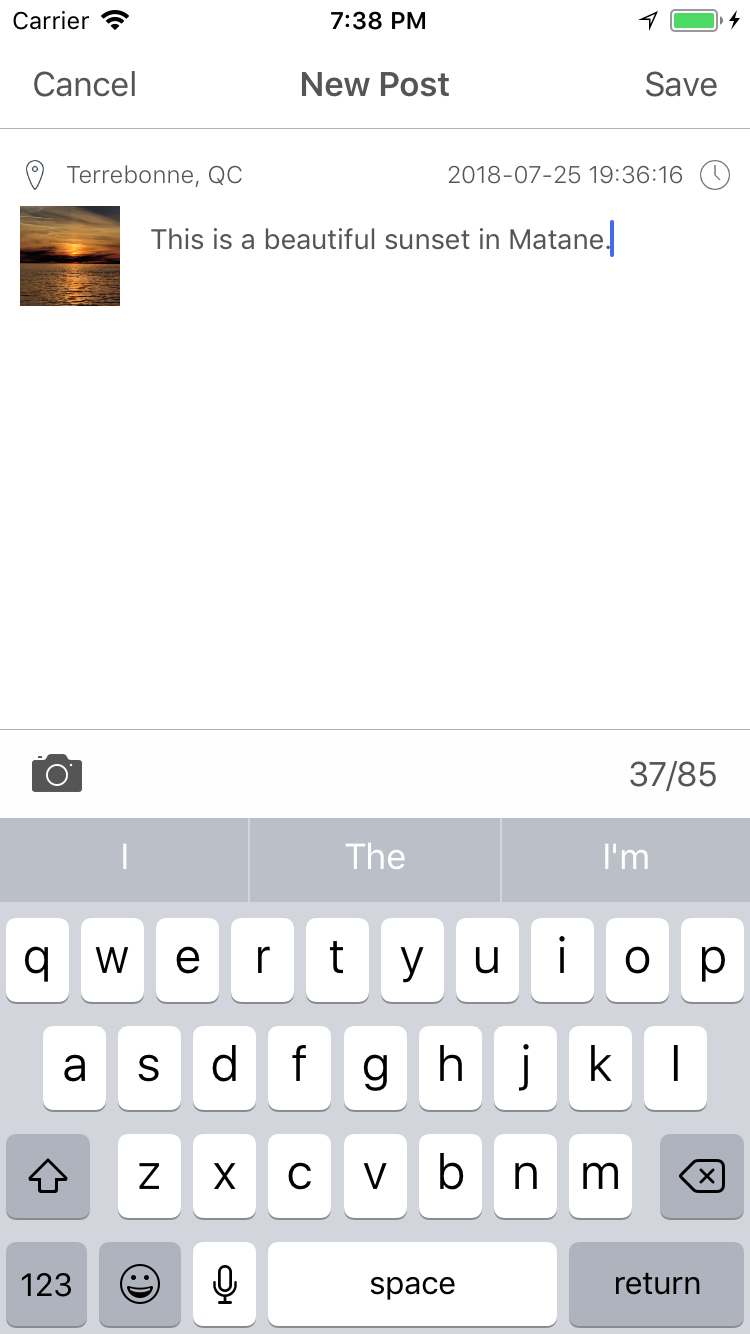 Carrier 7:38 PM
Cancel New Post Save
Terrebonne, QC 2018-07-25 19:36:16
This is a beautiful sunset in Matane.
37/85
I The I'm
q w e r t y u i o p
a s d f g h j k l
z x c v b n m
123 space return